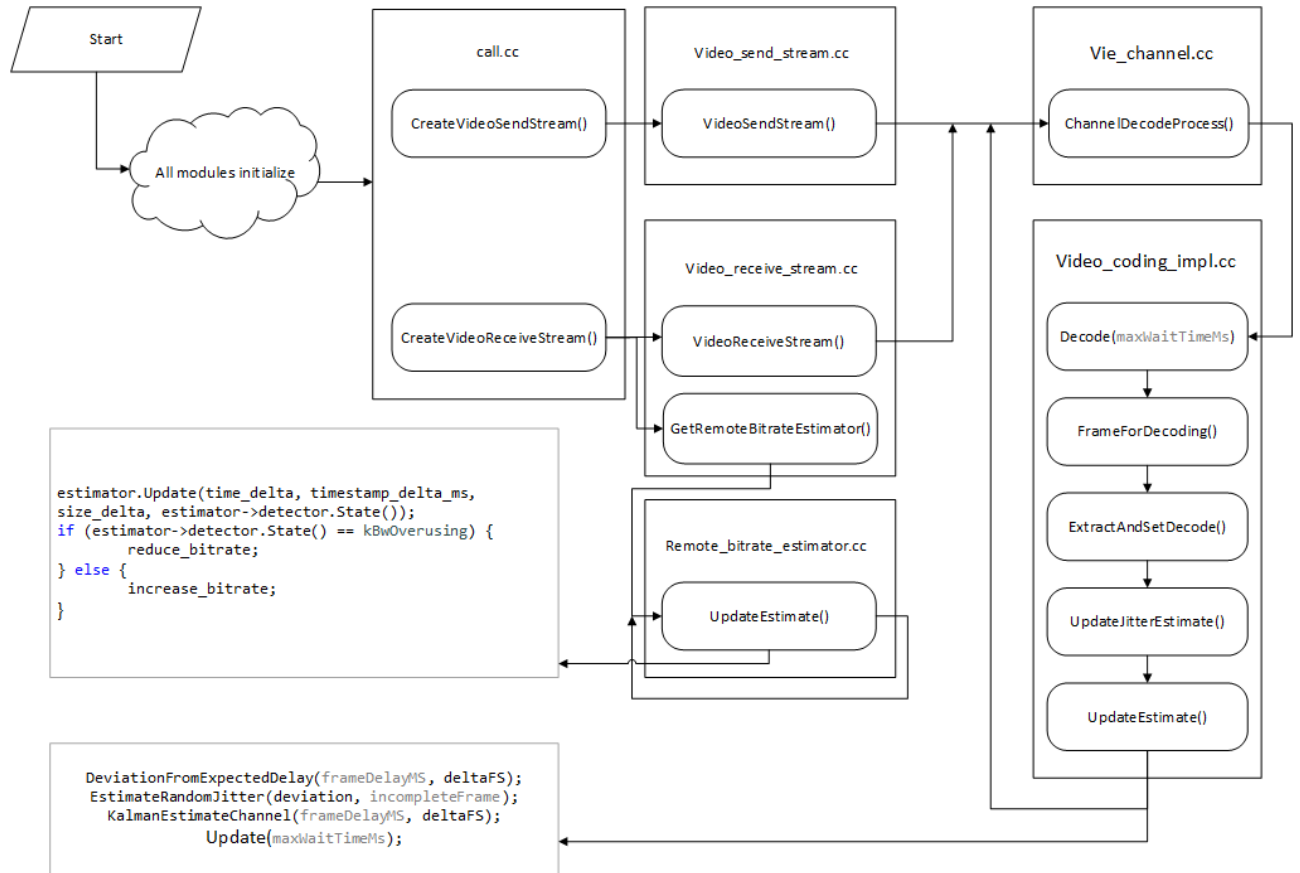 Start
All modules initialize
call.cc
CreateVideoSendStream()
CreateVideoReceiveStream()
Video_send_stream.cc
VideoSendStream()
Video_receive_stream.cc
VideoReceiveStream()
GetRemoteBitrateEstimator()
Remote_bitrate_estimator.cc
UpdateEstimate()
Vie_channel.cc
ChannelDecodeProcess()
Video_coding_impl.cc
Decode(maxWaitTimeMs)
FrameForDecoding()
ExtractAndSetDecode()
UpdateJitterEstimate()
UpdateEstimate()
estimator.Update(time_delta, timestamp_delta_ms,
size_delta, estimator->detector.State());
if (estimator->detector.State() == kBwOverusing) {
reduce_bitrate;
} else {
increase_bitrate;
}
DeviationFromExpectedDelay(frameDelayMS, deltaFS);
EstimateRandomJitter(deviation, incompleteFrame);
KalmanEstimateChannel(frameDelayMS, deltaFS);
Update(maxWaitTimeMs);